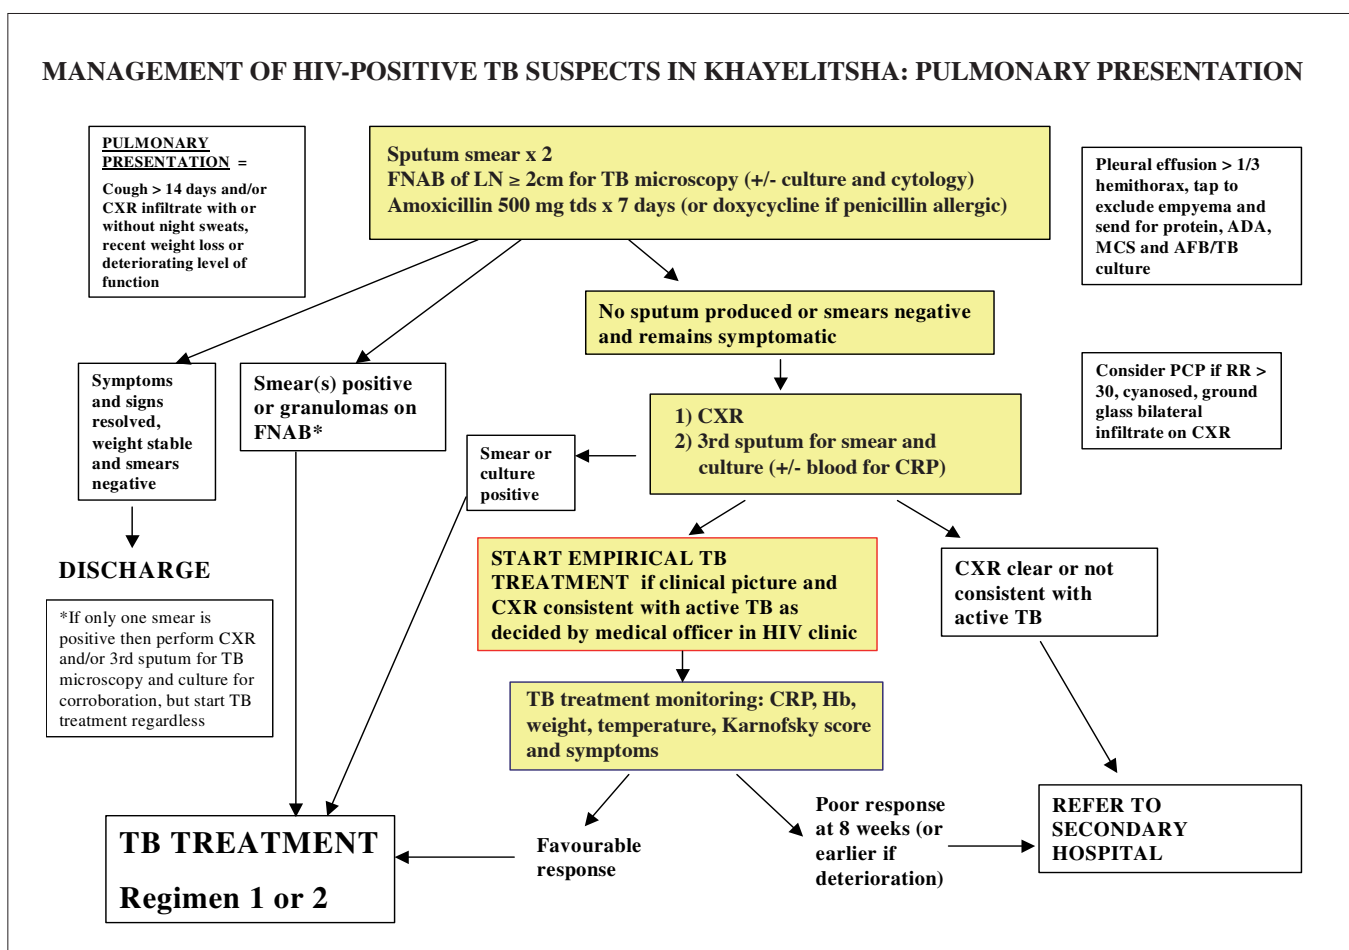 MANAGEMENT OF HIV-POSITIVE TB SUSPECTS IN KHAYELITSHA: PULMONARY PRESENTATION
PULMONARY
PRESENTATION =
Cough > 14 days and/or
CXR infiltrate with or
without night sweats,
recent weight loss or
deteriorating level of
function
Sputum smear x 2
FNAB of LN ≥ 2cm for TB microscopy (+/- culture and cytology)
Amoxicillin 500 mg tds x 7 days (or doxycycline if penicillin allergic)
Pleural effusion > 1/3
hemithorax, tap to
exclude empyema and
send for protein, ADA,
MCS and AFB/TB
culture
No sputum produced or smears negative
and remains symptomatic
Symptoms
and signs
resolved,
weight stable
and smears
negative
Smear(s) positive
or granulomas on
FNAB*
Consider PCP if RR >
30, cyanosed, ground
glass bilateral
infiltrate on CXR
1) CXR
2) 3rd sputum for smear and
culture (+/- blood for CRP)
Smear or
culture
positive
DISCHARGE
START EMPIRICAL TB
TREATMENT if clinical picture and
CXR consistent with active TB as
decided by medical officer in HIV clinic
CXR clear or not
consistent with
active TB
*If only one smear is
positive then perform CXR
and/or 3rd sputum for TB
microscopy and culture for
corroboration, but start TB
treatment regardless
TB treatment monitoring: CRP, Hb,
weight, temperature, Karnofsky score
and symptoms
TB TREATMENT
Regimen 1 or 2
Favourable
response
Poor response
at 8 weeks (or
earlier if
deterioration)
REFER TO
SECONDARY
HOSPITAL